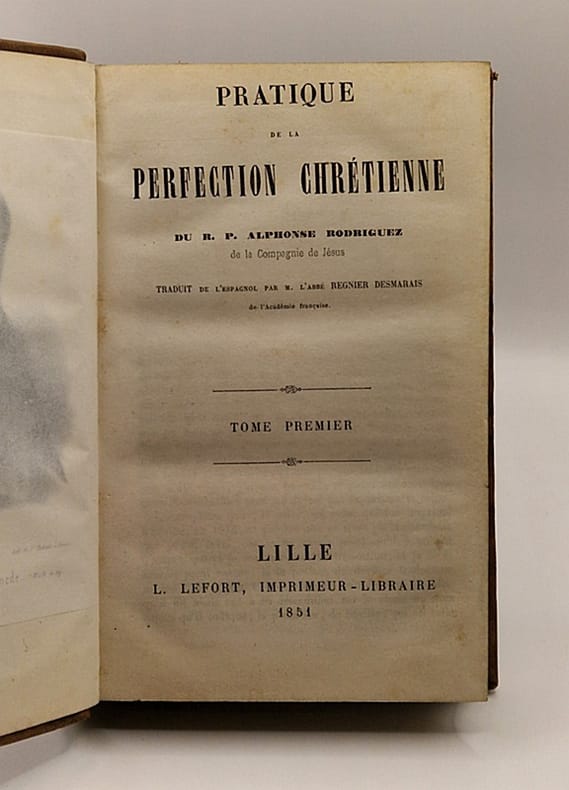 PRATIQUE
DE LA
PERFECTION CHRÉTIENNE
DU R. P. ALPHONSE RODRIGUEZ
de la Compagnie de Jésus
TRADUIT DE L'ESPAGNOL PAR M. L'ABBÉ REGNIER DESMARAIS
de l'Académie française.
TOME PREMIER
LILLE
L. LEFORT, IMPRIMEUR-LIBRAIRE
1851